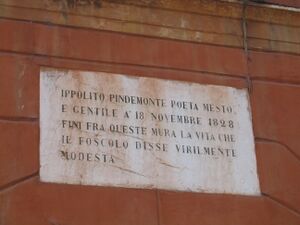 IPPOLITO PINDEMONTE POETA MESTO
E GENTILE A' 18 NOVEMBRE 1828
FINÌ FRA QUESTE MURA LA VITA CHE
IL FOSCOLO DISSE VIRILMENTE
MODESTA